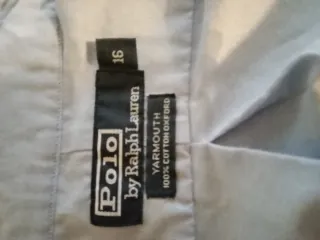 Polo
by Ralph Lauren
16
YARMOUTH
100% COTTON OXFORD